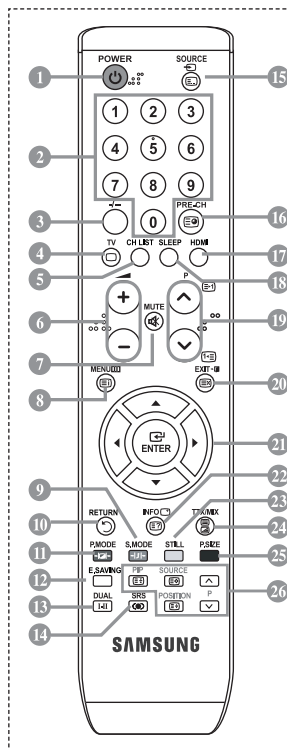 POWER SOURCE
1 15
1 2 3
2
4 5 6
7 8 9
-/-- PRE-CH
3 0 16
TV CH LIST SLEEP HDMI
4 17
5 18
P
+
6 MUTE 19
7
−
MENU EXIT
8 20
ENTER 21
22
9 23
RETURN INFO TTX/MIX
10 24
P.MODE S.MODE STILL P.SIZE
11 25
E.SAVING PIP SOURCE
12 26
DUAL SRS POSITION P
13 I-II
14
SAMSUNG